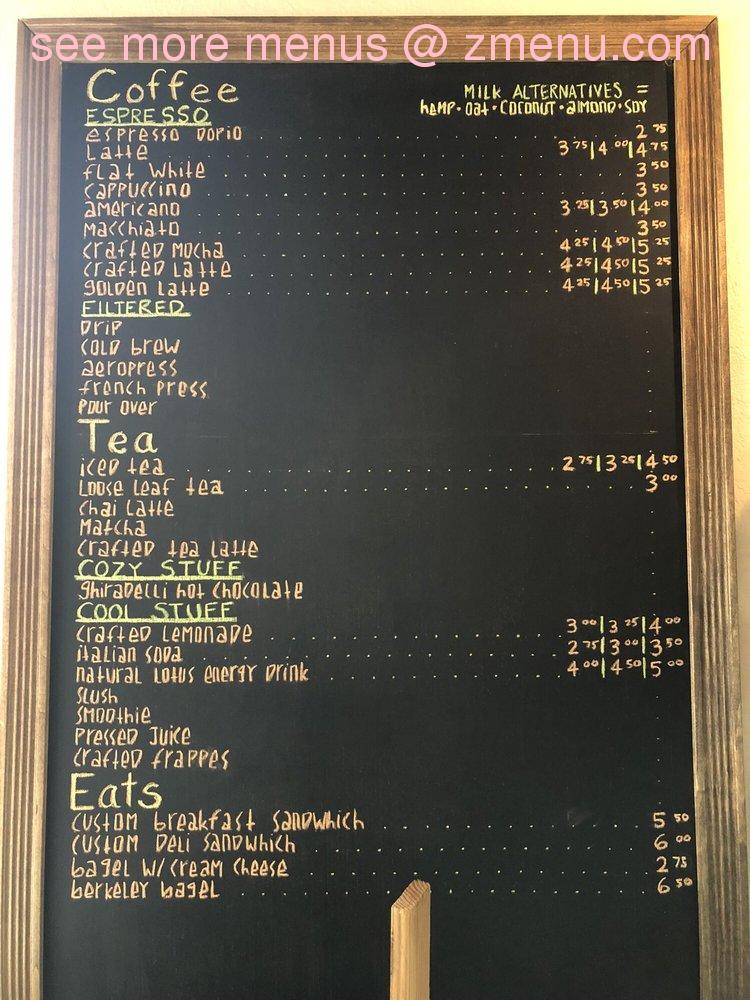 see more menus @ zmenu.com
Coffee
MILK ALTERNATIVES =
hemp · oat · coconut · almond · soy
ESPRESSO
espresso dopio 2 75
Latte 3 75|4 00|4 75
flat white 3 50
cappuccino 3 50
americano 3 25|3 50|4 00
macchiato 3 50
crafted mocha 4 25|4 50|5 25
crafted latte 4 25|4 50|5 25
golden latte 4 25|4 50|5 25
FILTERED
Drip
cold brew
aeropress
french press
pour over
Tea
iced tea 2 75|3 25|4 50
Loose leaf tea 3 00
chai latte
Matcha
crafted tea latte
COZY STUFF
ghiradelli hot chocolate
COOL STUFF
crafted Lemonade 3 00|3 25|4 00
italian soda 2 75|3 00|3 50
natural lotus energy drink 4 00|4 50|5 00
slush
smoothie
pressed juice
crafted frappes
Eats
custom breakfast sandwhich 5 50
custom deli sandwhich 6 00
bagel w/ cream cheese 2 75
berkeley bagel 6 50